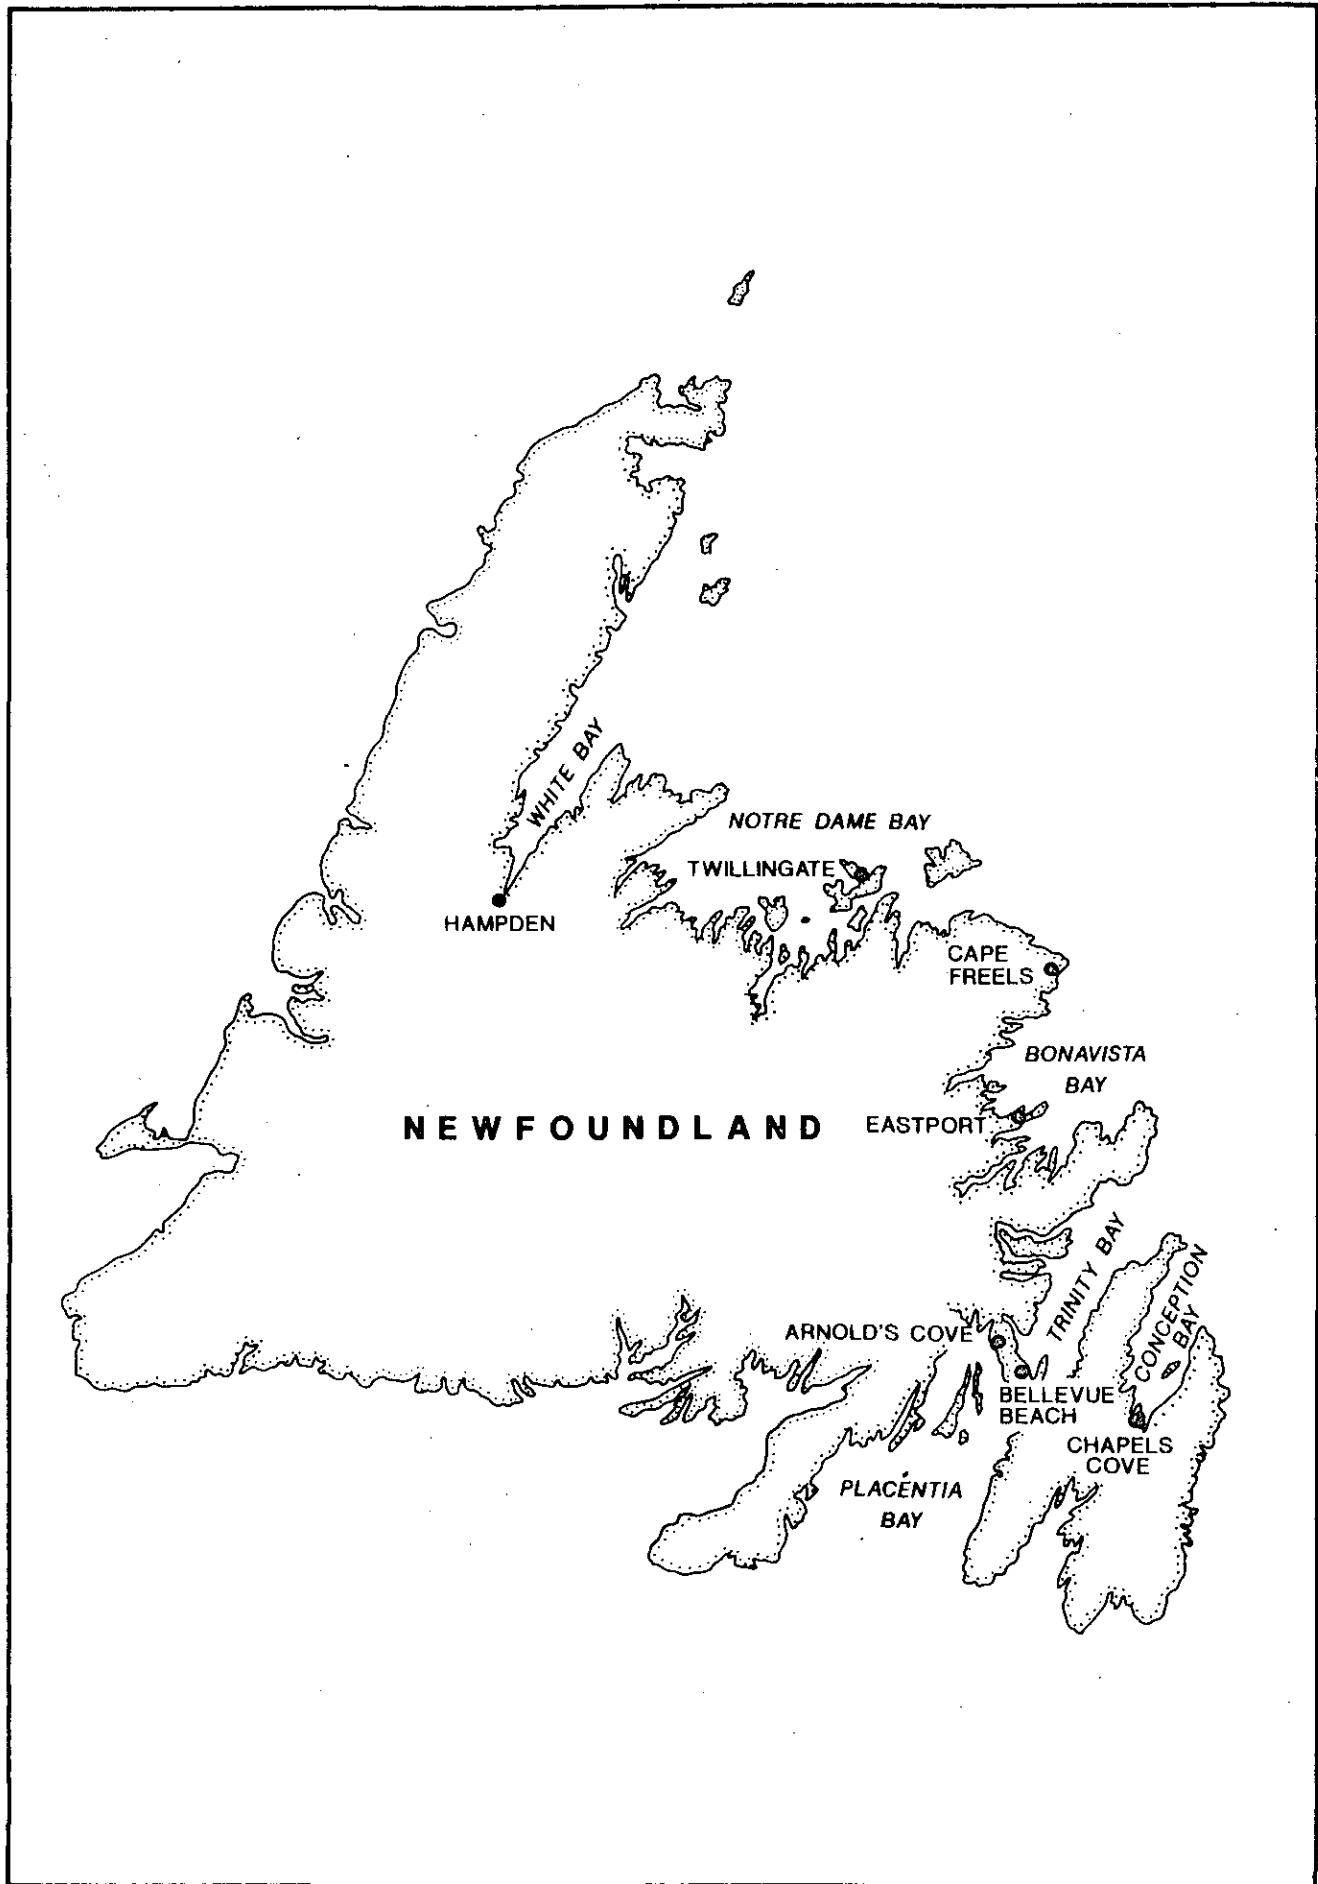 WHITE BAY
NOTRE DAME BAY
TWILLINGATE
HAMPDEN
CAPE
FREELS
BONAVISTA
BAY
NEWFOUNDLAND
EASTPORT
TRINITY BAY
CONCEPTION
BAY
ARNOLD'S COVE
BELLEVUE
BEACH
CHAPELS
COVE
PLACENTIA
BAY